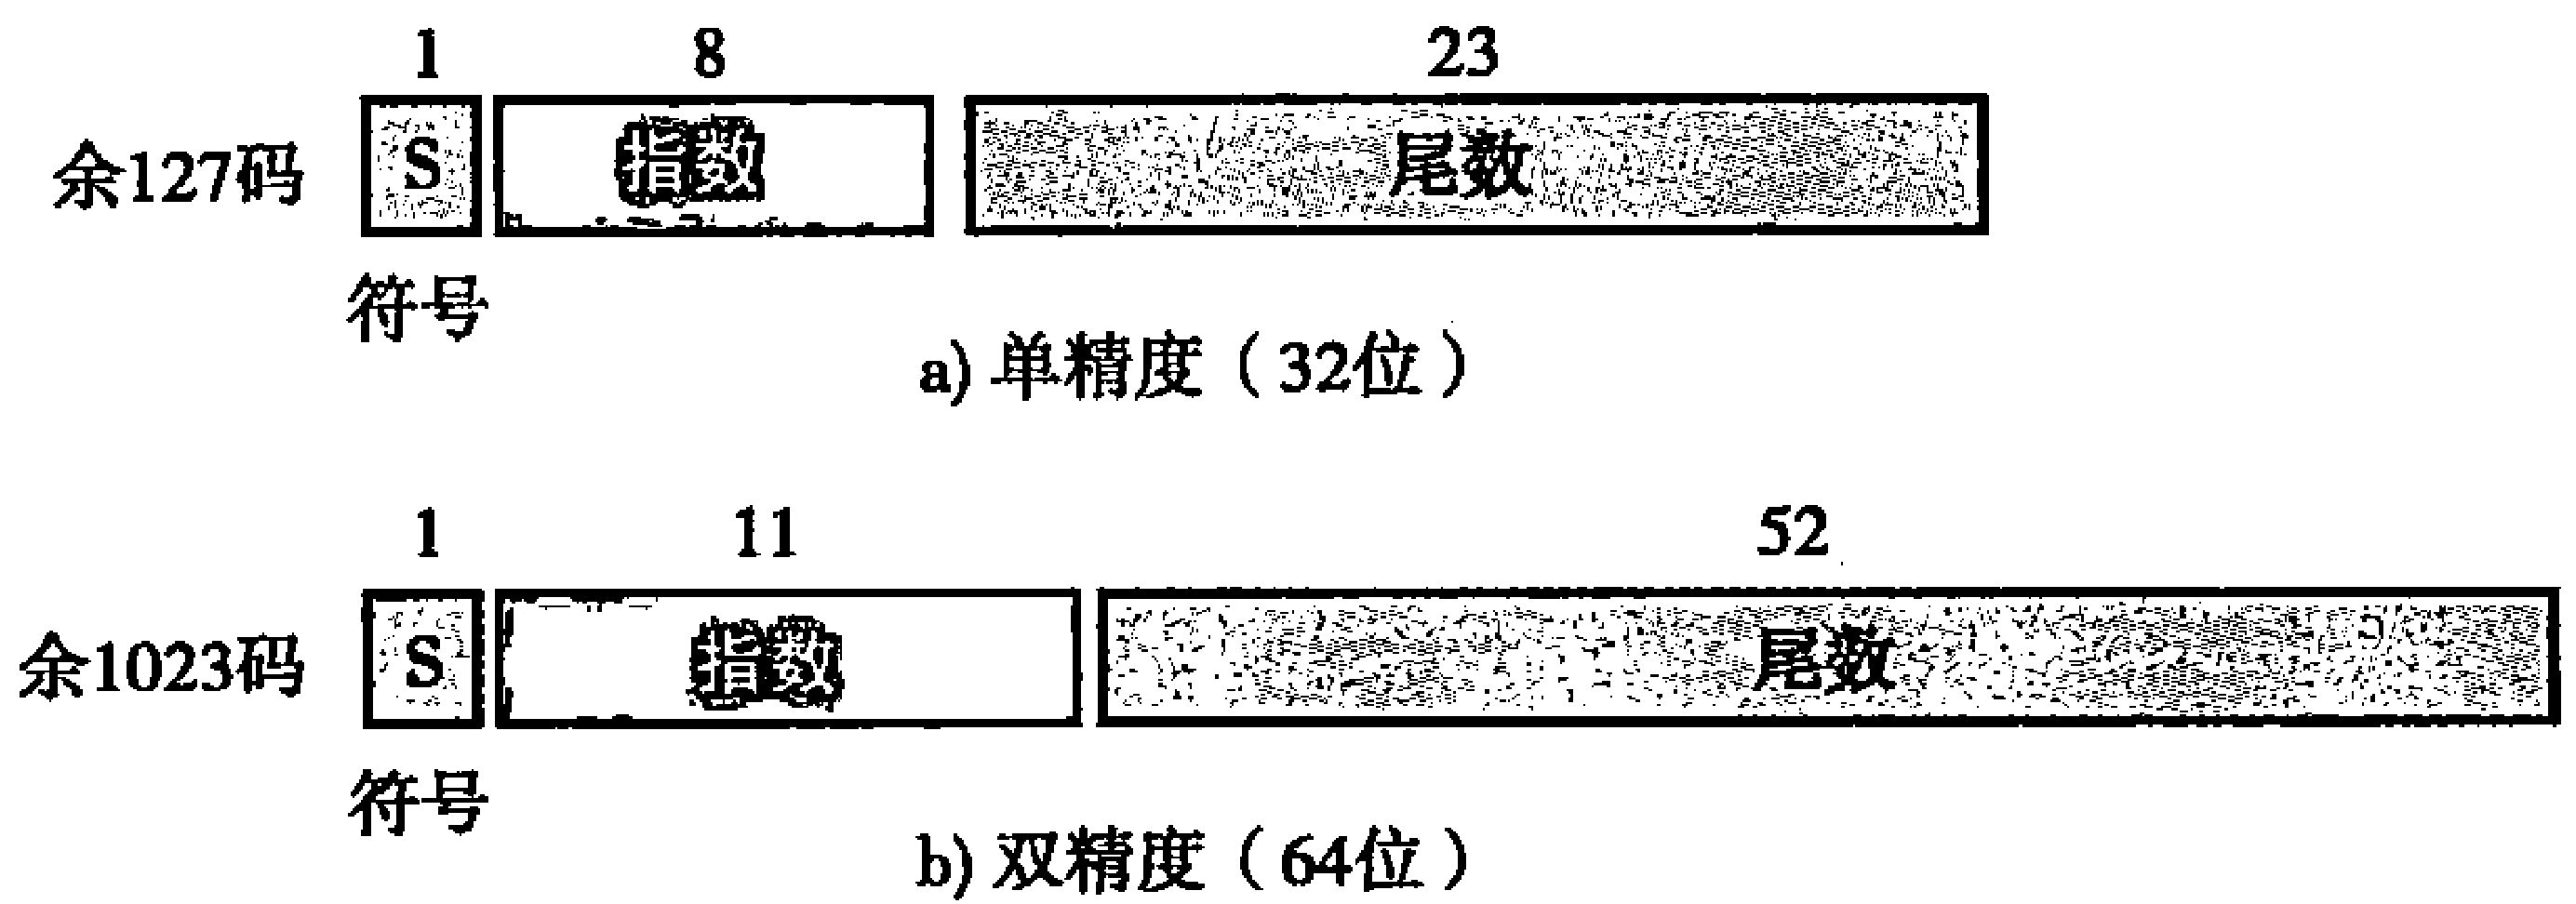 1 8 23
余127码 S 指数 尾数
符号
a) 单精度（32位）
1 11 52
余1023码 S 指数 尾数
符号
b) 双精度（64位）